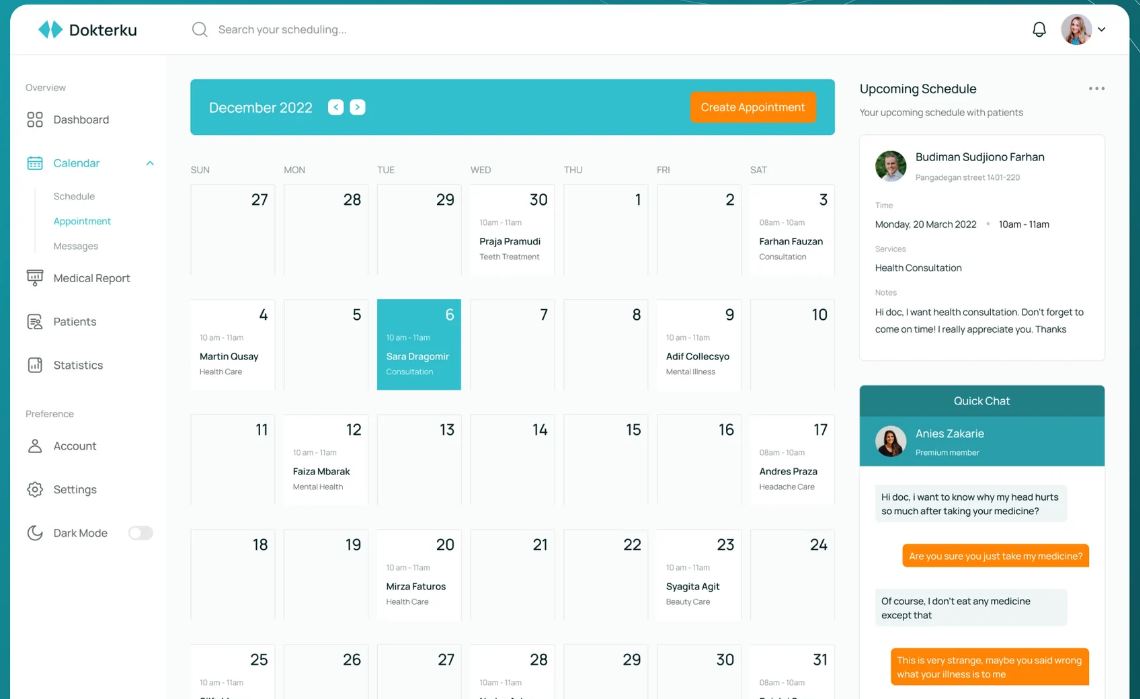 Dokterku
Search your scheduling...
Overview
Dashboard
Calendar
Schedule
Appointment
Messages
Medical Report
Patients
Statistics
Preference
Account
Settings
Dark Mode
December 2022
Create Appointment
SUN MON TUE WED THU FRI SAT
27 28 29 30 1 2 3
10am - 11am 08am - 10am
Praja Pramudi Farhan Fauzan
Teeth Treatment Consultation
4 5 6 7 8 9 10
10 am - 11am 10 am - 11am 10 am - 11am
Martin Qusay Sara Dragomir Adif Collecsyo
Health Care Consultation Mental Illness
11 12 13 14 15 16 17
10 am - 11am 08am - 10am
Faiza Mbarak Andres Praza
Mental Health Headache Care
18 19 20 21 22 23 24
10 am - 11am 10 am - 11am
Mirza Faturos Syagita Agit
Health Care Beauty Care
25 26 27 28 29 30 31
10 am - 11am 10am - 11am 08am - 10am
Upcoming Schedule
Your upcoming schedule with patients
Budiman Sudjiono Farhan
Pangadegan street 1401-220
Time
Monday, 20 March 2022 • 10am - 11am
Services
Health Consultation
Notes
Hi doc, I want health consultation. Don't forget to
come on time! I really appreciate you. Thanks
Quick Chat
Anies Zakarie
Premium member
Hi doc, i want to know why my head hurts
so much after taking your medicine?
Are you sure you just take my medicine?
Of course, I don't eat any medicine
except that
This is very strange, maybe you said wrong
what your illness is to me